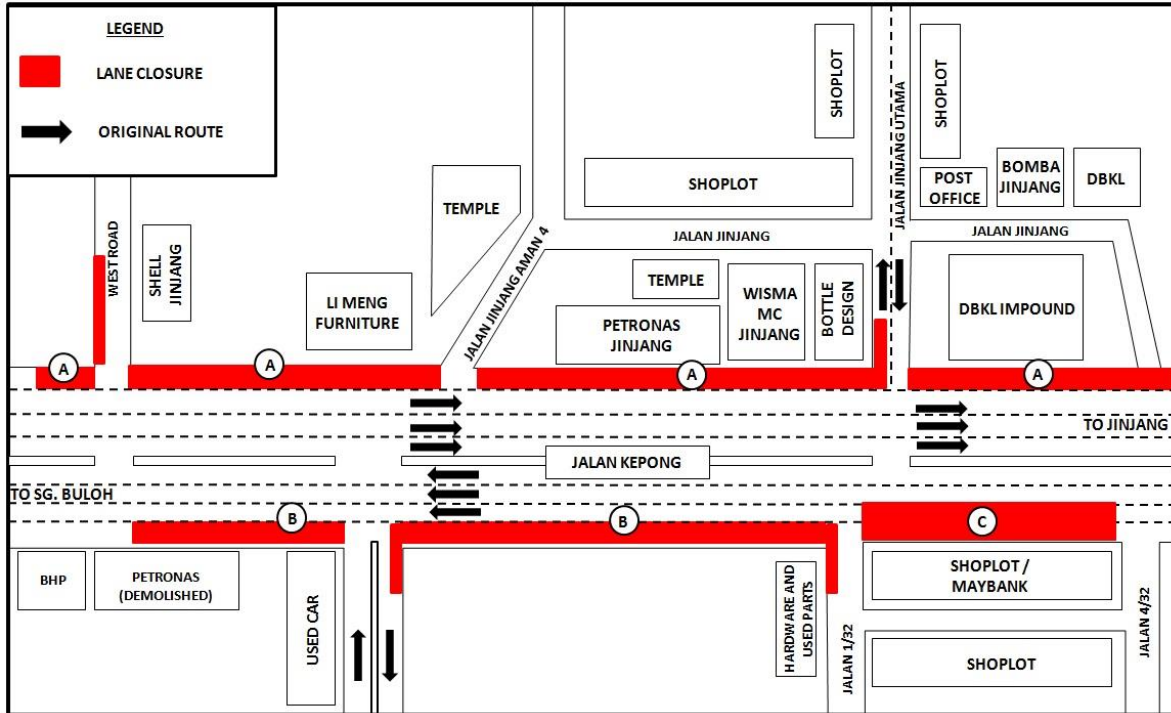 LEGEND
LANE CLOSURE
ORIGINAL ROUTE
SHOPLOT
JALAN JINJANG UTAMA
SHOPLOT
POST
OFFICE
BOMBA
JINJANG
DBKL
SHOPLOT
TEMPLE
WEST ROAD
SHELL
JINJANG
LI MENG
FURNITURE
JALAN JINJANG AMAN 4
JALAN JINJANG
JALAN JINJANG
TEMPLE
PETRONAS
JINJANG
WISMA
MC
JINJANG
BOTTLE
DESIGN
DBKL IMPOUND
A
A
A
A
TO JINJANG
JALAN KEPONG
TO SG. BULOH
B
B
C
BHP
PETRONAS
(DEMOLISHED)
USED CAR
HARDWARE AND
USED PARTS
JALAN 1/32
SHOPLOT /
MAYBANK
JALAN 4/32
SHOPLOT